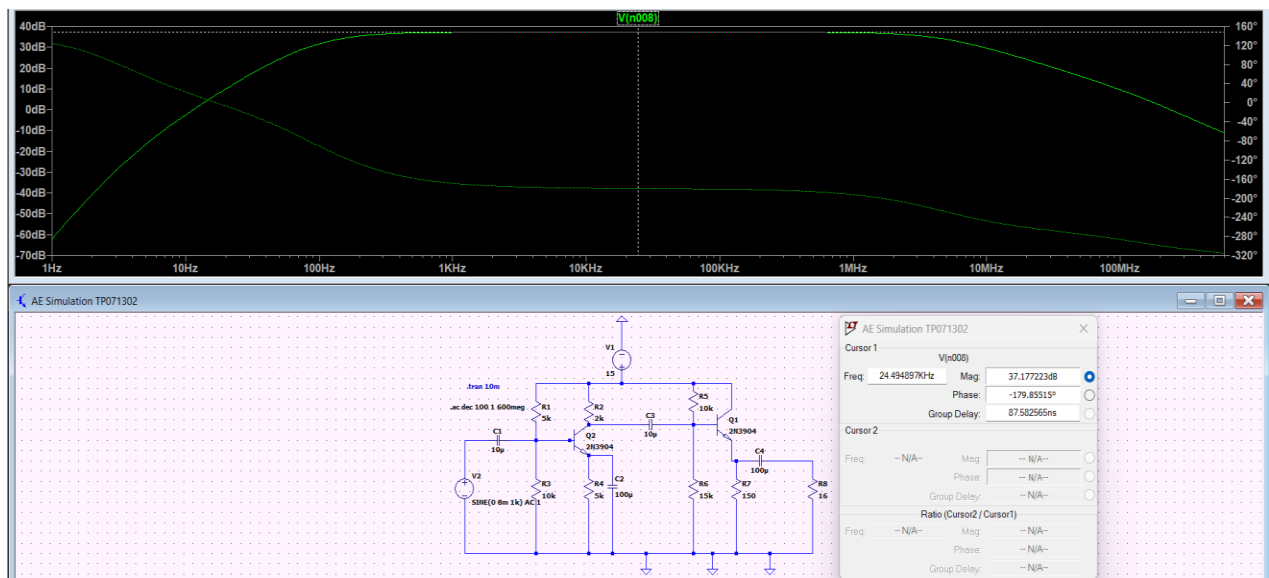 V(n008)
40dB
30dB
20dB
10dB
0dB
-10dB
-20dB
-30dB
-40dB
-50dB
-60dB
-70dB
160°
120°
80°
40°
0°
-40°
-80°
-120°
-160°
-200°
-240°
-280°
-320°
1Hz 10Hz 100Hz 1KHz 10KHz 100KHz 1MHz 10MHz 100MHz
AE Simulation TP071302
V1
15
.tran 10m
.ac dec 100 1 600meg
R1
5k
R2
2k
C3
10µ
R5
10k
Q1
2N3904
C1
10µ
Q2
2N3904
C4
100µ
V2
SINE(0 8m 1k) AC 1
R3
10k
R4
5k
C2
100µ
R6
15k
R7
150
R8
16
AE Simulation TP071302
Cursor 1
V(n008)
Freq: 24.494897KHz Mag: 37.177223dB
Phase: -179.85515°
Group Delay: 87.582565ns
Cursor 2
Freq: -- N/A-- Mag: -- N/A--
Phase: -- N/A--
Group Delay: -- N/A--
Ratio (Cursor2 / Cursor1)
Freq: -- N/A-- Mag: -- N/A--
Phase: -- N/A--
Group Delay: -- N/A--